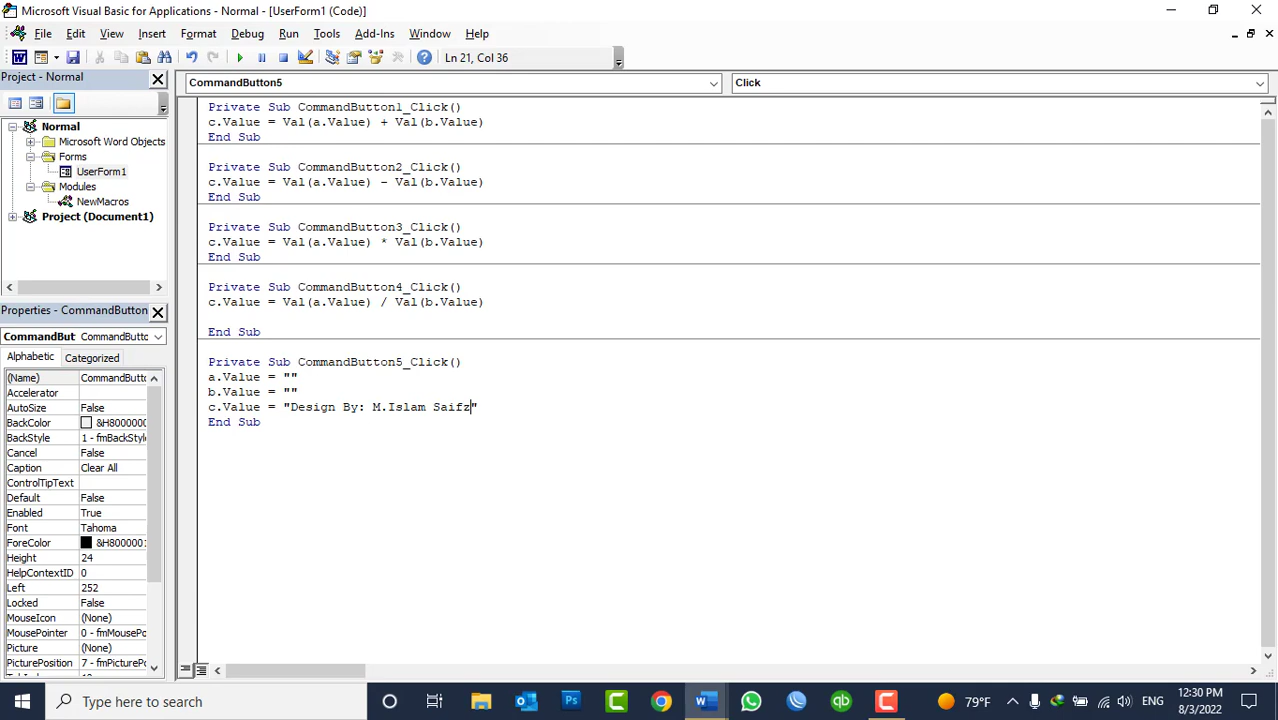 Microsoft Visual Basic for Applications - Normal - [UserForm1 (Code)]
File Edit View Insert Format Debug Run Tools Add-Ins Window Help
Ln 21, Col 36
Project - Normal
CommandButton5 Click
Normal
Microsoft Word Objects
Forms
UserForm1
Modules
NewMacros
Project (Document1)
Private Sub CommandButton1_Click()
c.Value = Val(a.Value) + Val(b.Value)
End Sub
Private Sub CommandButton2_Click()
c.Value = Val(a.Value) - Val(b.Value)
End Sub
Private Sub CommandButton3_Click()
c.Value = Val(a.Value) * Val(b.Value)
End Sub
Private Sub CommandButton4_Click()
c.Value = Val(a.Value) / Val(b.Value)
End Sub
Private Sub CommandButton5_Click()
a.Value = ""
b.Value = ""
c.Value = "Design By: M.Islam Saifz"
End Sub
Properties - CommandButton
CommandBut CommandButto
Alphabetic Categorized
(Name) CommandButto
Accelerator
AutoSize False
BackColor &H8000000
BackStyle 1 - fmBackStyl
Cancel False
Caption Clear All
ControlTipText
Default False
Enabled True
Font Tahoma
ForeColor &H8000001
Height 24
HelpContextID 0
Left 252
Locked False
MouseIcon (None)
MousePointer 0 - fmMousePo
Picture (None)
PicturePosition 7 - fmPicturePo
Type here to search
79°F
ENG
12:30 PM
8/3/2022